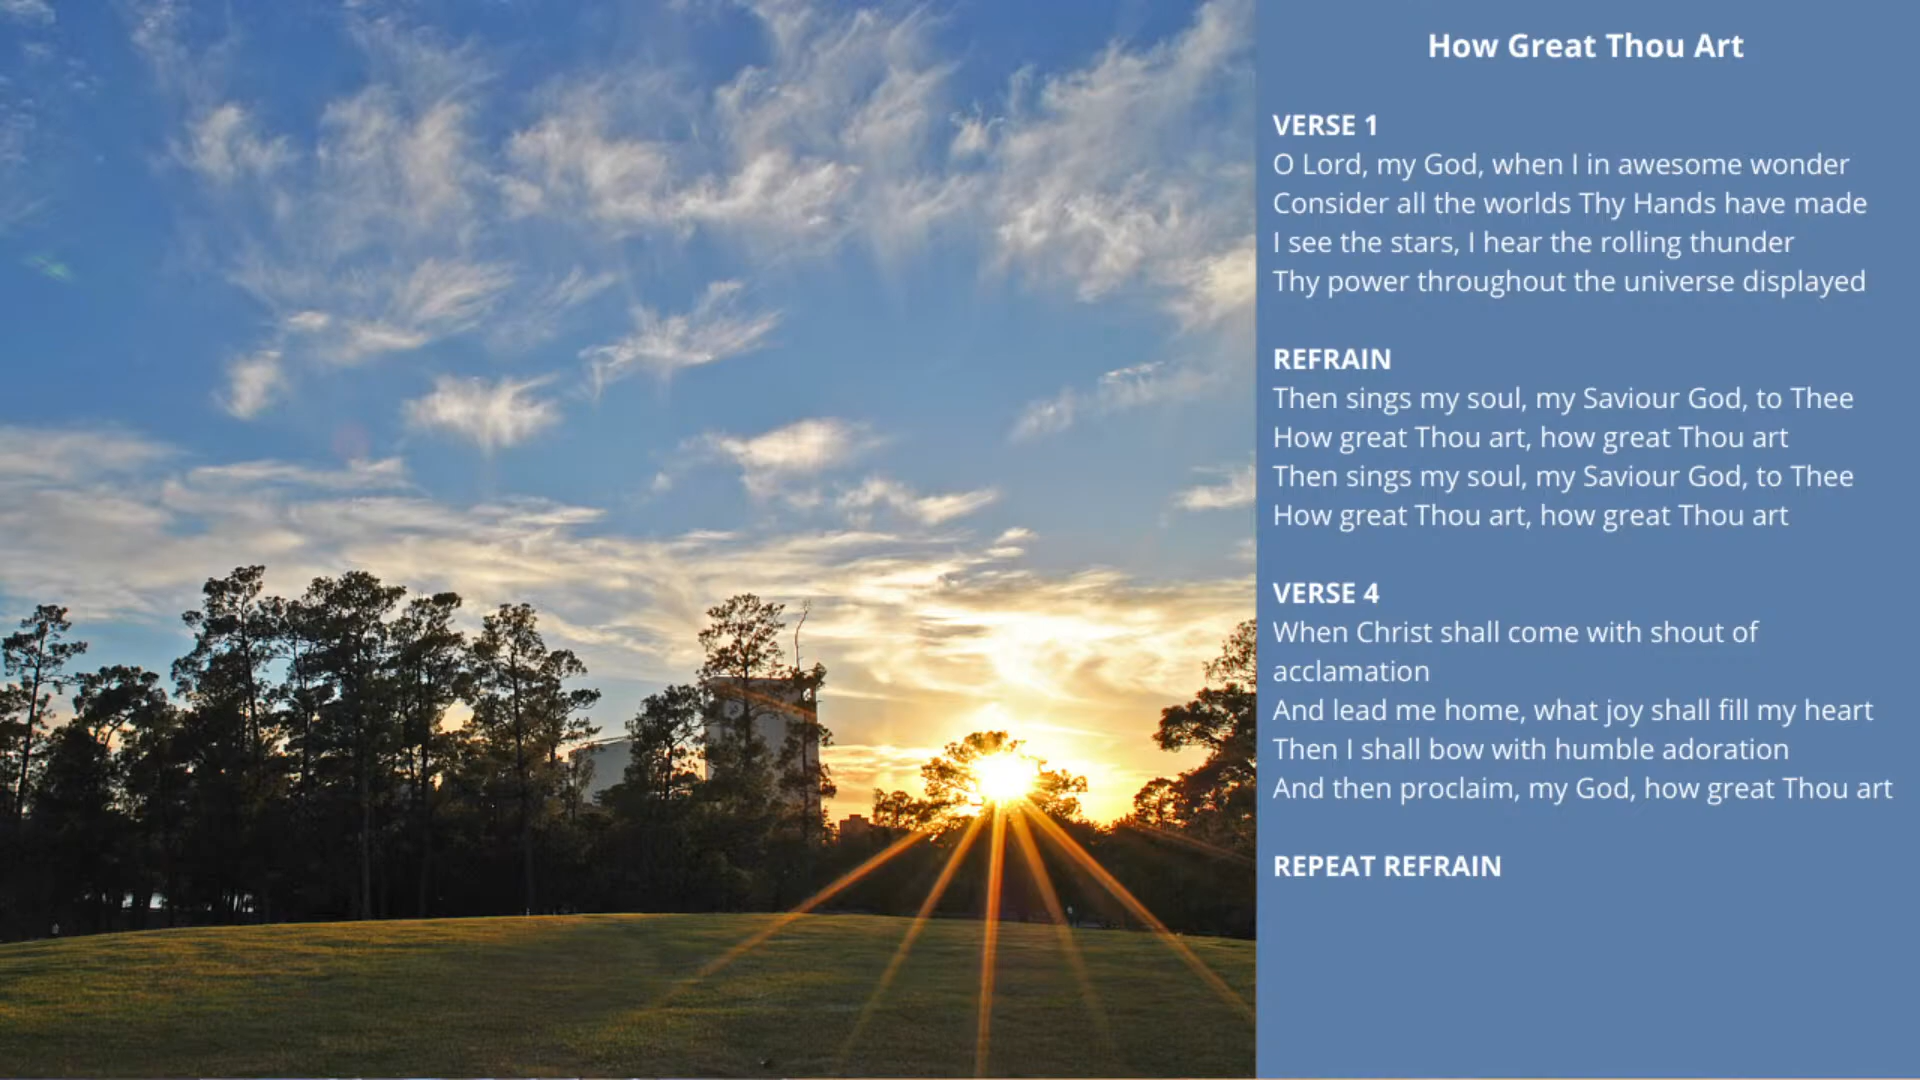 How Great Thou Art
VERSE 1
O Lord, my God, when I in awesome wonder
Consider all the worlds Thy Hands have made
I see the stars, I hear the rolling thunder
Thy power throughout the universe displayed
REFRAIN
Then sings my soul, my Saviour God, to Thee
How great Thou art, how great Thou art
Then sings my soul, my Saviour God, to Thee
How great Thou art, how great Thou art
VERSE 4
When Christ shall come with shout of
acclamation
And lead me home, what joy shall fill my heart
Then I shall bow with humble adoration
And then proclaim, my God, how great Thou art
REPEAT REFRAIN